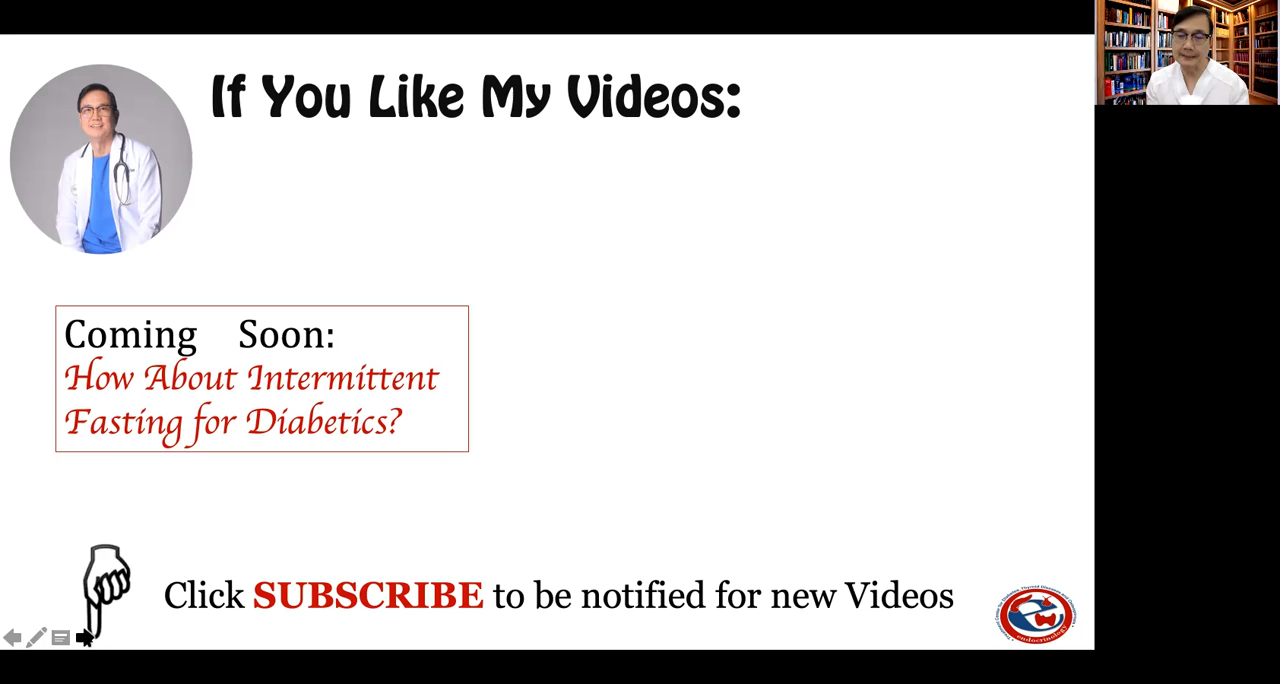 If You Like My Videos:
Coming Soon:
How About Intermittent
Fasting for Diabetics?
Click SUBSCRIBE to be notified for new Videos
endocrinology